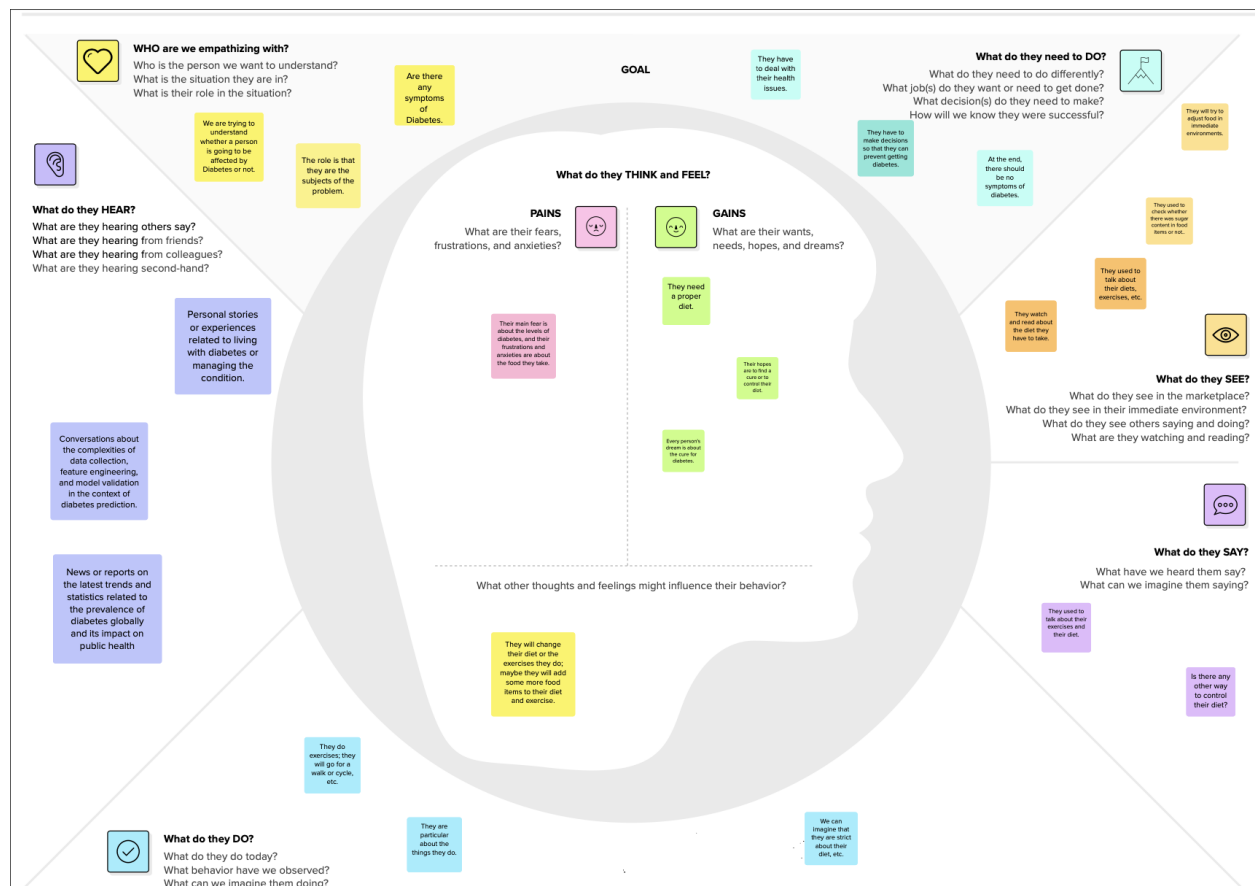 WHO are we empathizing with?
Who is the person we want to understand?
What is the situation they are in?
What is their role in the situation?
We are trying to
understand
whether a person
is going to be
affected by
Diabetes or not.
The role is that
they are the
subjects of the
problem.
Are there
any
symptoms
of
Diabetes.
GOAL
They have
to deal with
their health
issues.
What do they need to DO?
What do they need to do differently?
What job(s) do they want or need to get done?
What decision(s) do they need to make?
How will we know they were successful?
They have to
make decisions
so that they can
prevent getting
diabetes.
At the end,
there should
be no
symptoms of
diabetes.
They will try to
adjust food in
immediate
environments.
They used to
check whether
there was sugar
content in food
items or not..
They used to
talk about
their diets,
exercises, etc.
They watch
and read about
the diet they
have to take.
What do they SEE?
What do they see in the marketplace?
What do they see in their immediate environment?
What do they see others saying and doing?
What are they watching and reading?
What do they HEAR?
What are they hearing others say?
What are they hearing from friends?
What are they hearing from colleagues?
What are they hearing second-hand?
Personal stories
or experiences
related to living
with diabetes or
managing the
condition.
Conversations about
the complexities of
data collection,
feature engineering,
and model validation
in the context of
diabetes prediction.
News or reports on
the latest trends and
statistics related to
the prevalence of
diabetes globally
and its impact on
public health
What do they THINK and FEEL?
PAINS
What are their fears,
frustrations, and anxieties?
Their main fear is
about the levels of
diabetes, and their
frustrations and
anxieties are about
the food they take.
GAINS
What are their wants,
needs, hopes, and dreams?
They need
a proper
diet.
Their hopes
are to find a
cure or to
control their
diet.
Every person's
dream is about
the cure for
diabetes.
What other thoughts and feelings might influence their behavior?
They will change
their diet or the
exercises they do;
maybe they will add
some more food
items to their diet
and exercise.
What do they SAY?
What have we heard them say?
What can we imagine them saying?
They used to
talk about their
exercises and
their diet.
Is there any
other way
to control
their diet?
They do
exercises; they
will go for a
walk or cycle,
etc.
They are
particular
about the
things they do.
We can
imagine that
they are strict
about their
diet, etc.
What do they DO?
What do they do today?
What behavior have we observed?
What can we imagine them doing?